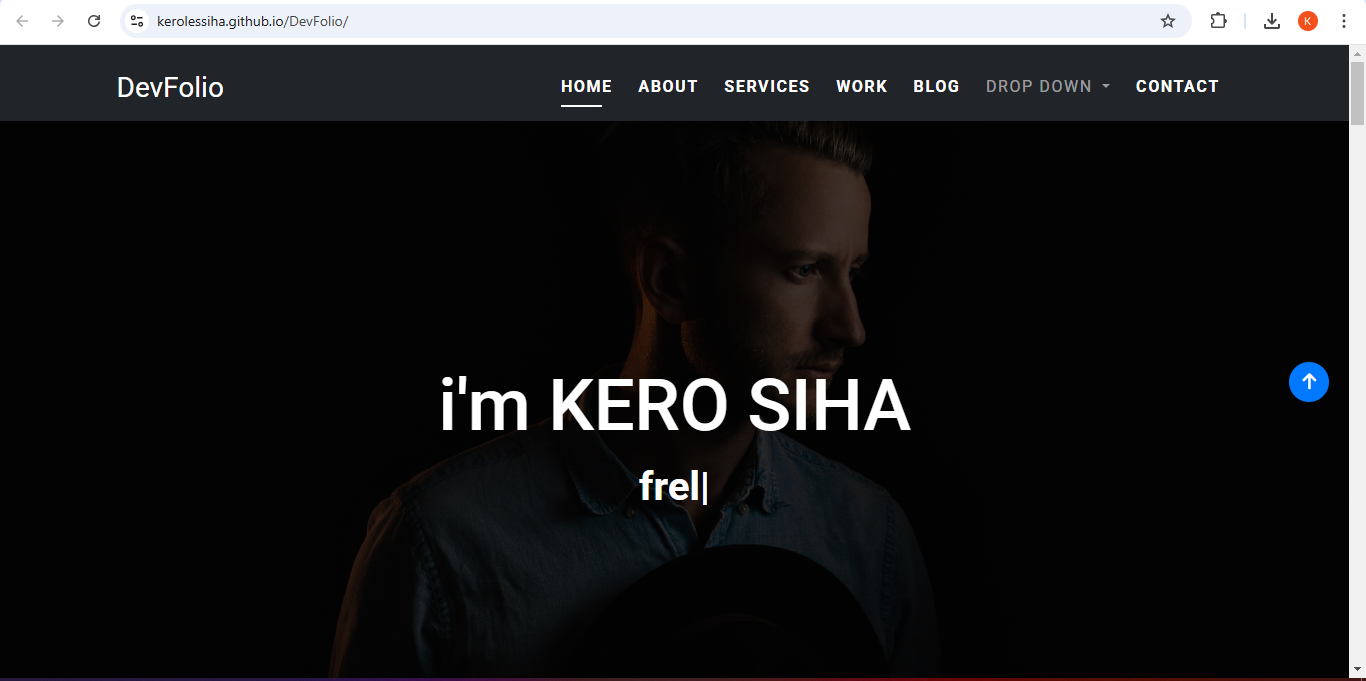 kerolessiha.github.io/DevFolio/
K
DevFolio
HOME ABOUT SERVICES WORK BLOG DROP DOWN CONTACT
i'm KERO SIHA
frel|